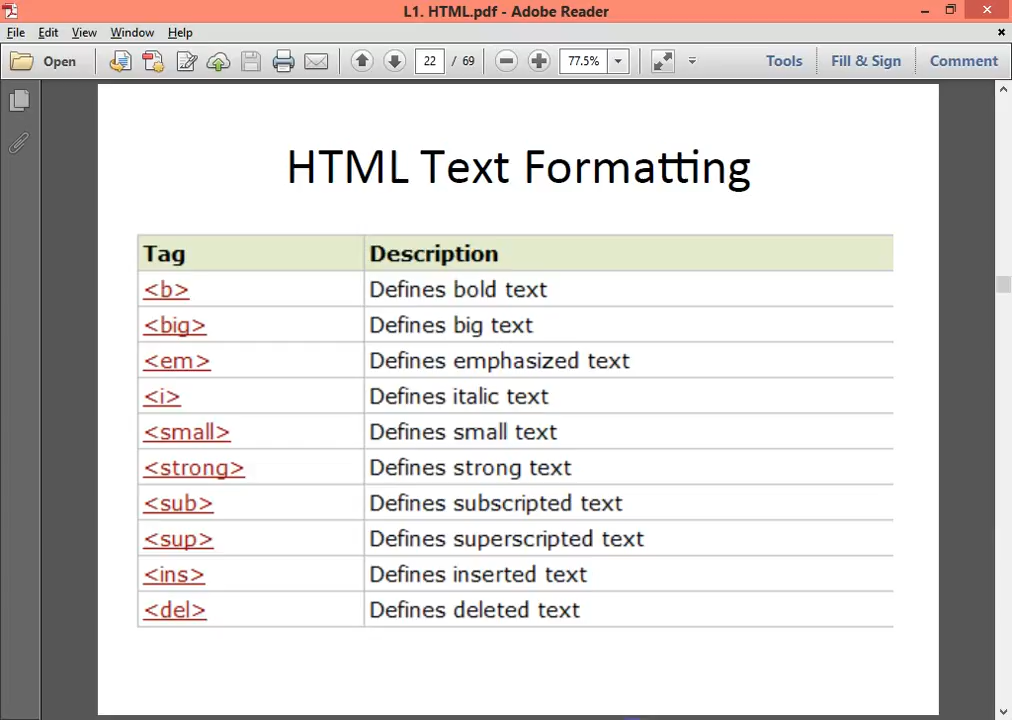 L1. HTML.pdf - Adobe Reader
File Edit View Window Help
Open 22 / 69 77.5% Tools Fill & Sign Comment
HTML Text Formatting
Tag Description
<b> Defines bold text
<big> Defines big text
<em> Defines emphasized text
<i> Defines italic text
<small> Defines small text
<strong> Defines strong text
<sub> Defines subscripted text
<sup> Defines superscripted text
<ins> Defines inserted text
<del> Defines deleted text